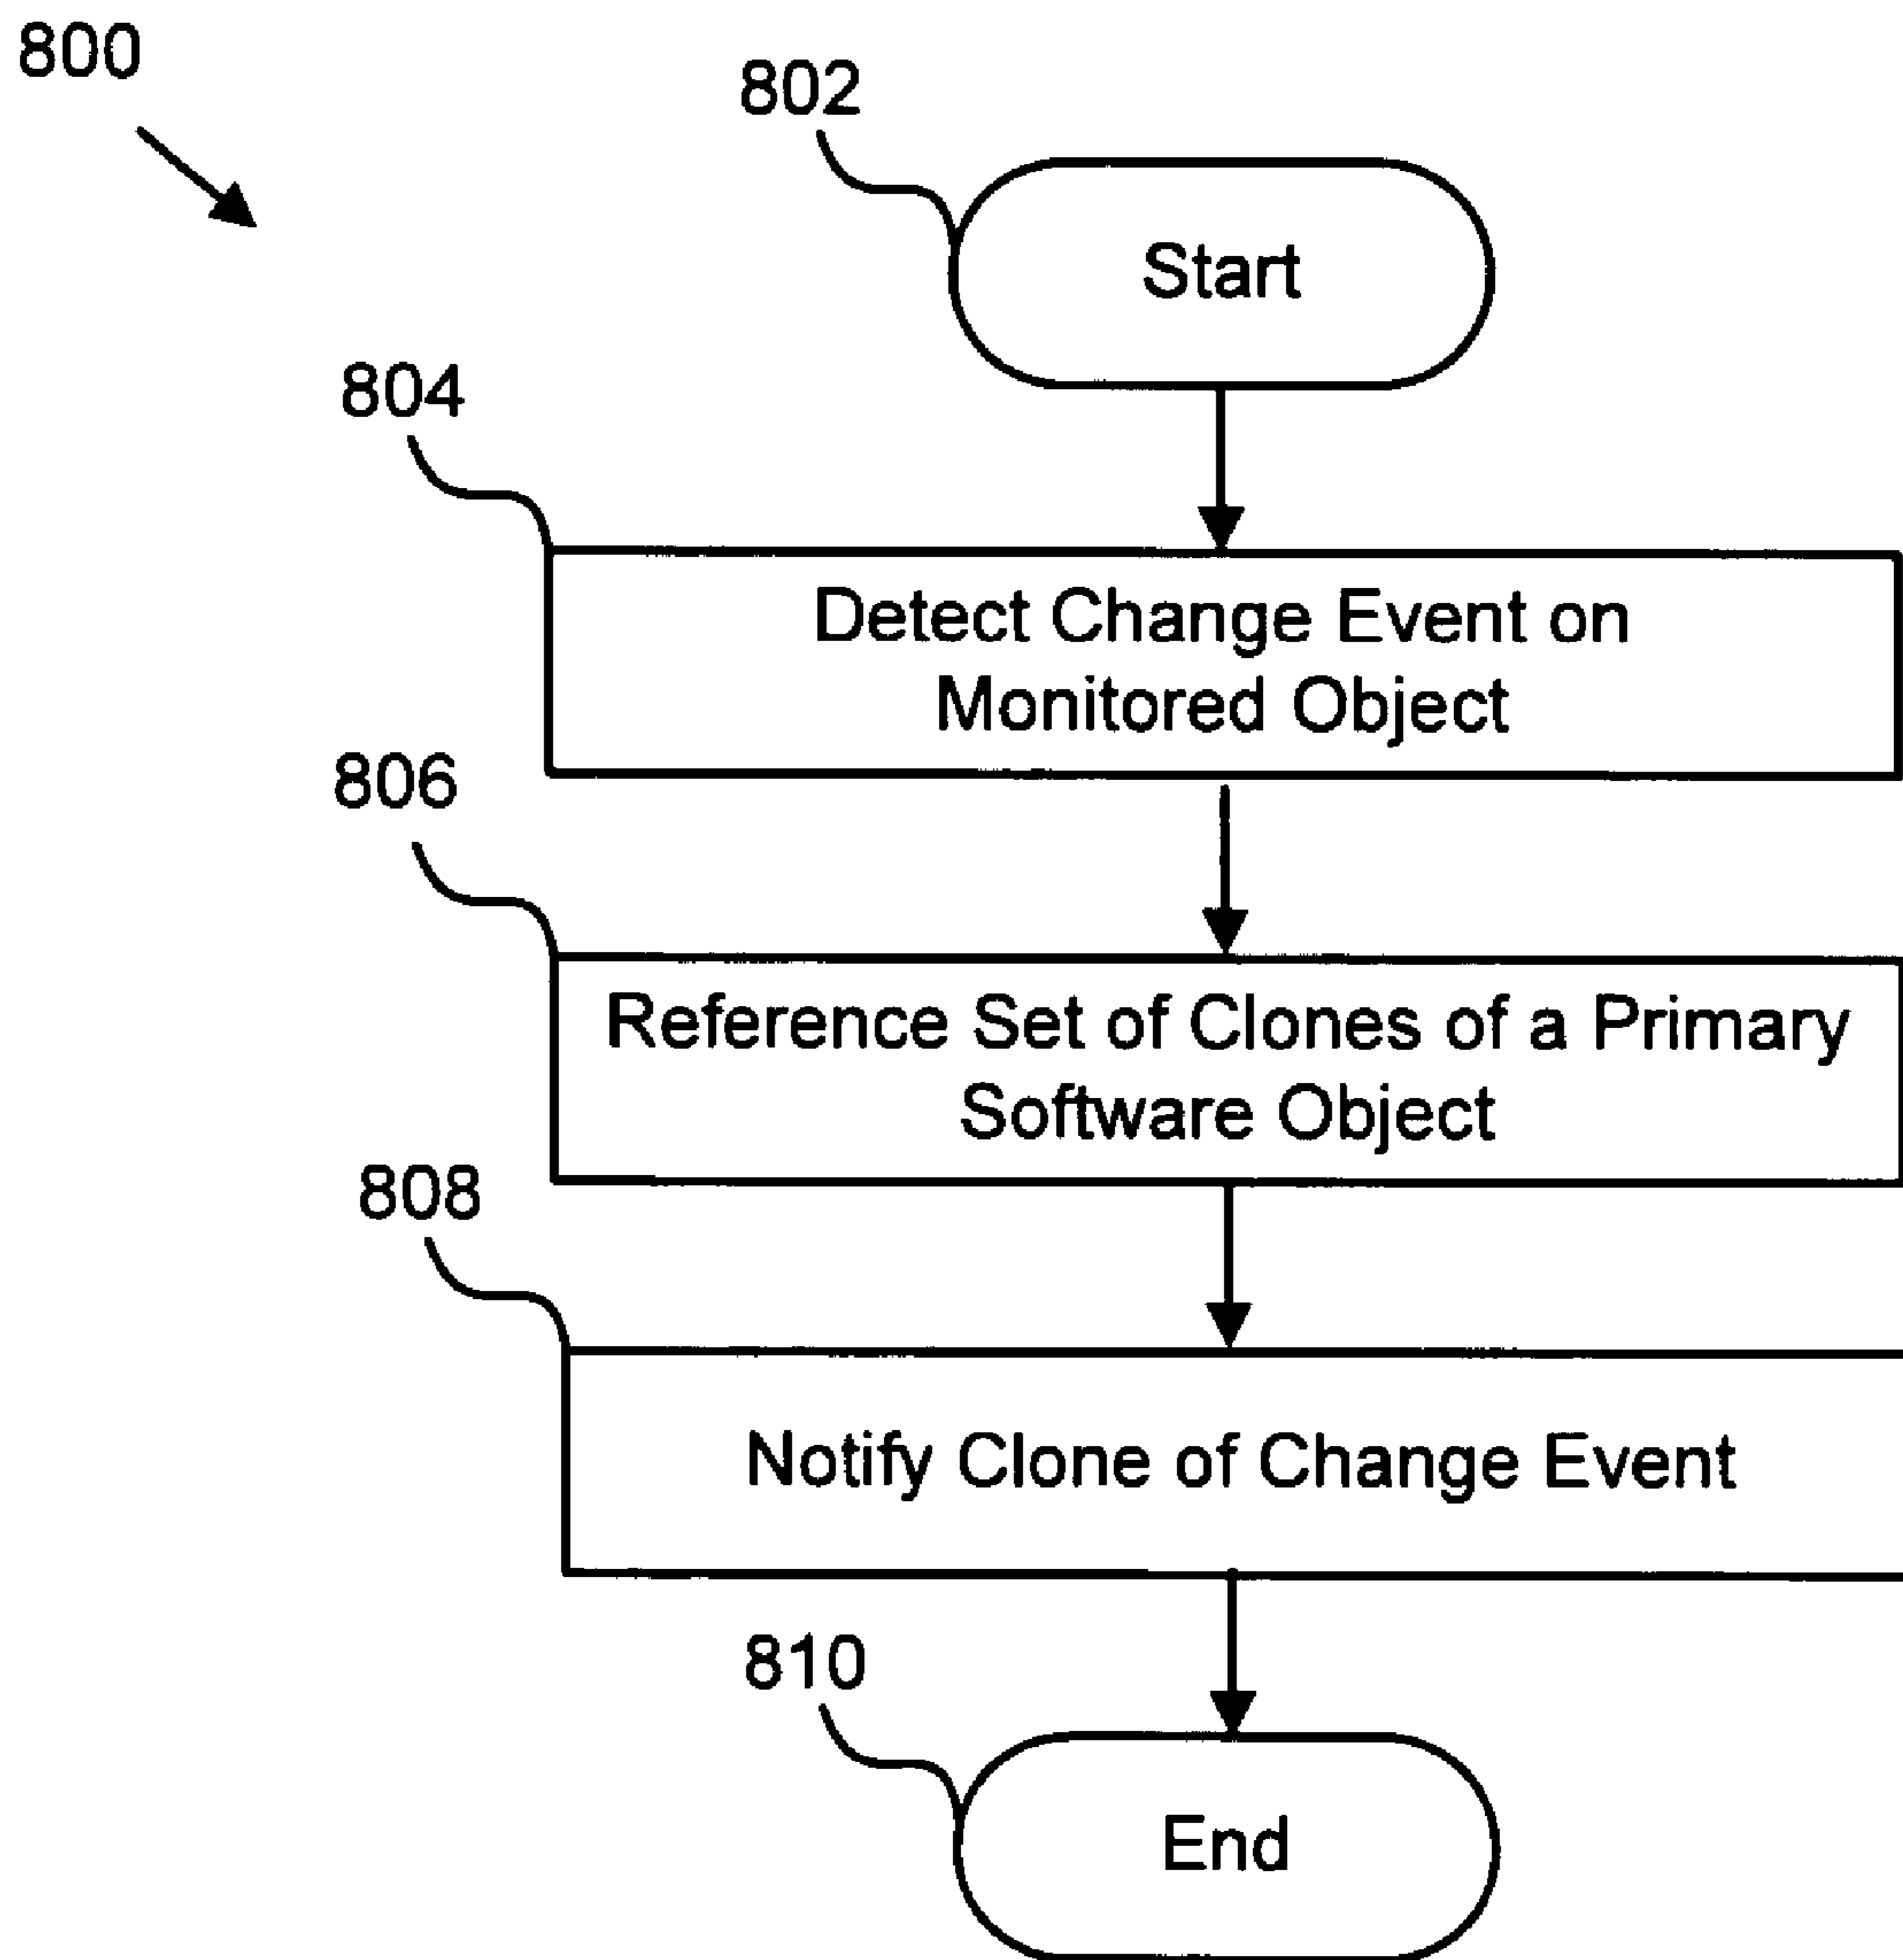 800
802
Start
804
Detect Change Event on
Monitored Object
806
Reference Set of Clones of a Primary
Software Object
808
Notify Clone of Change Event
810
End